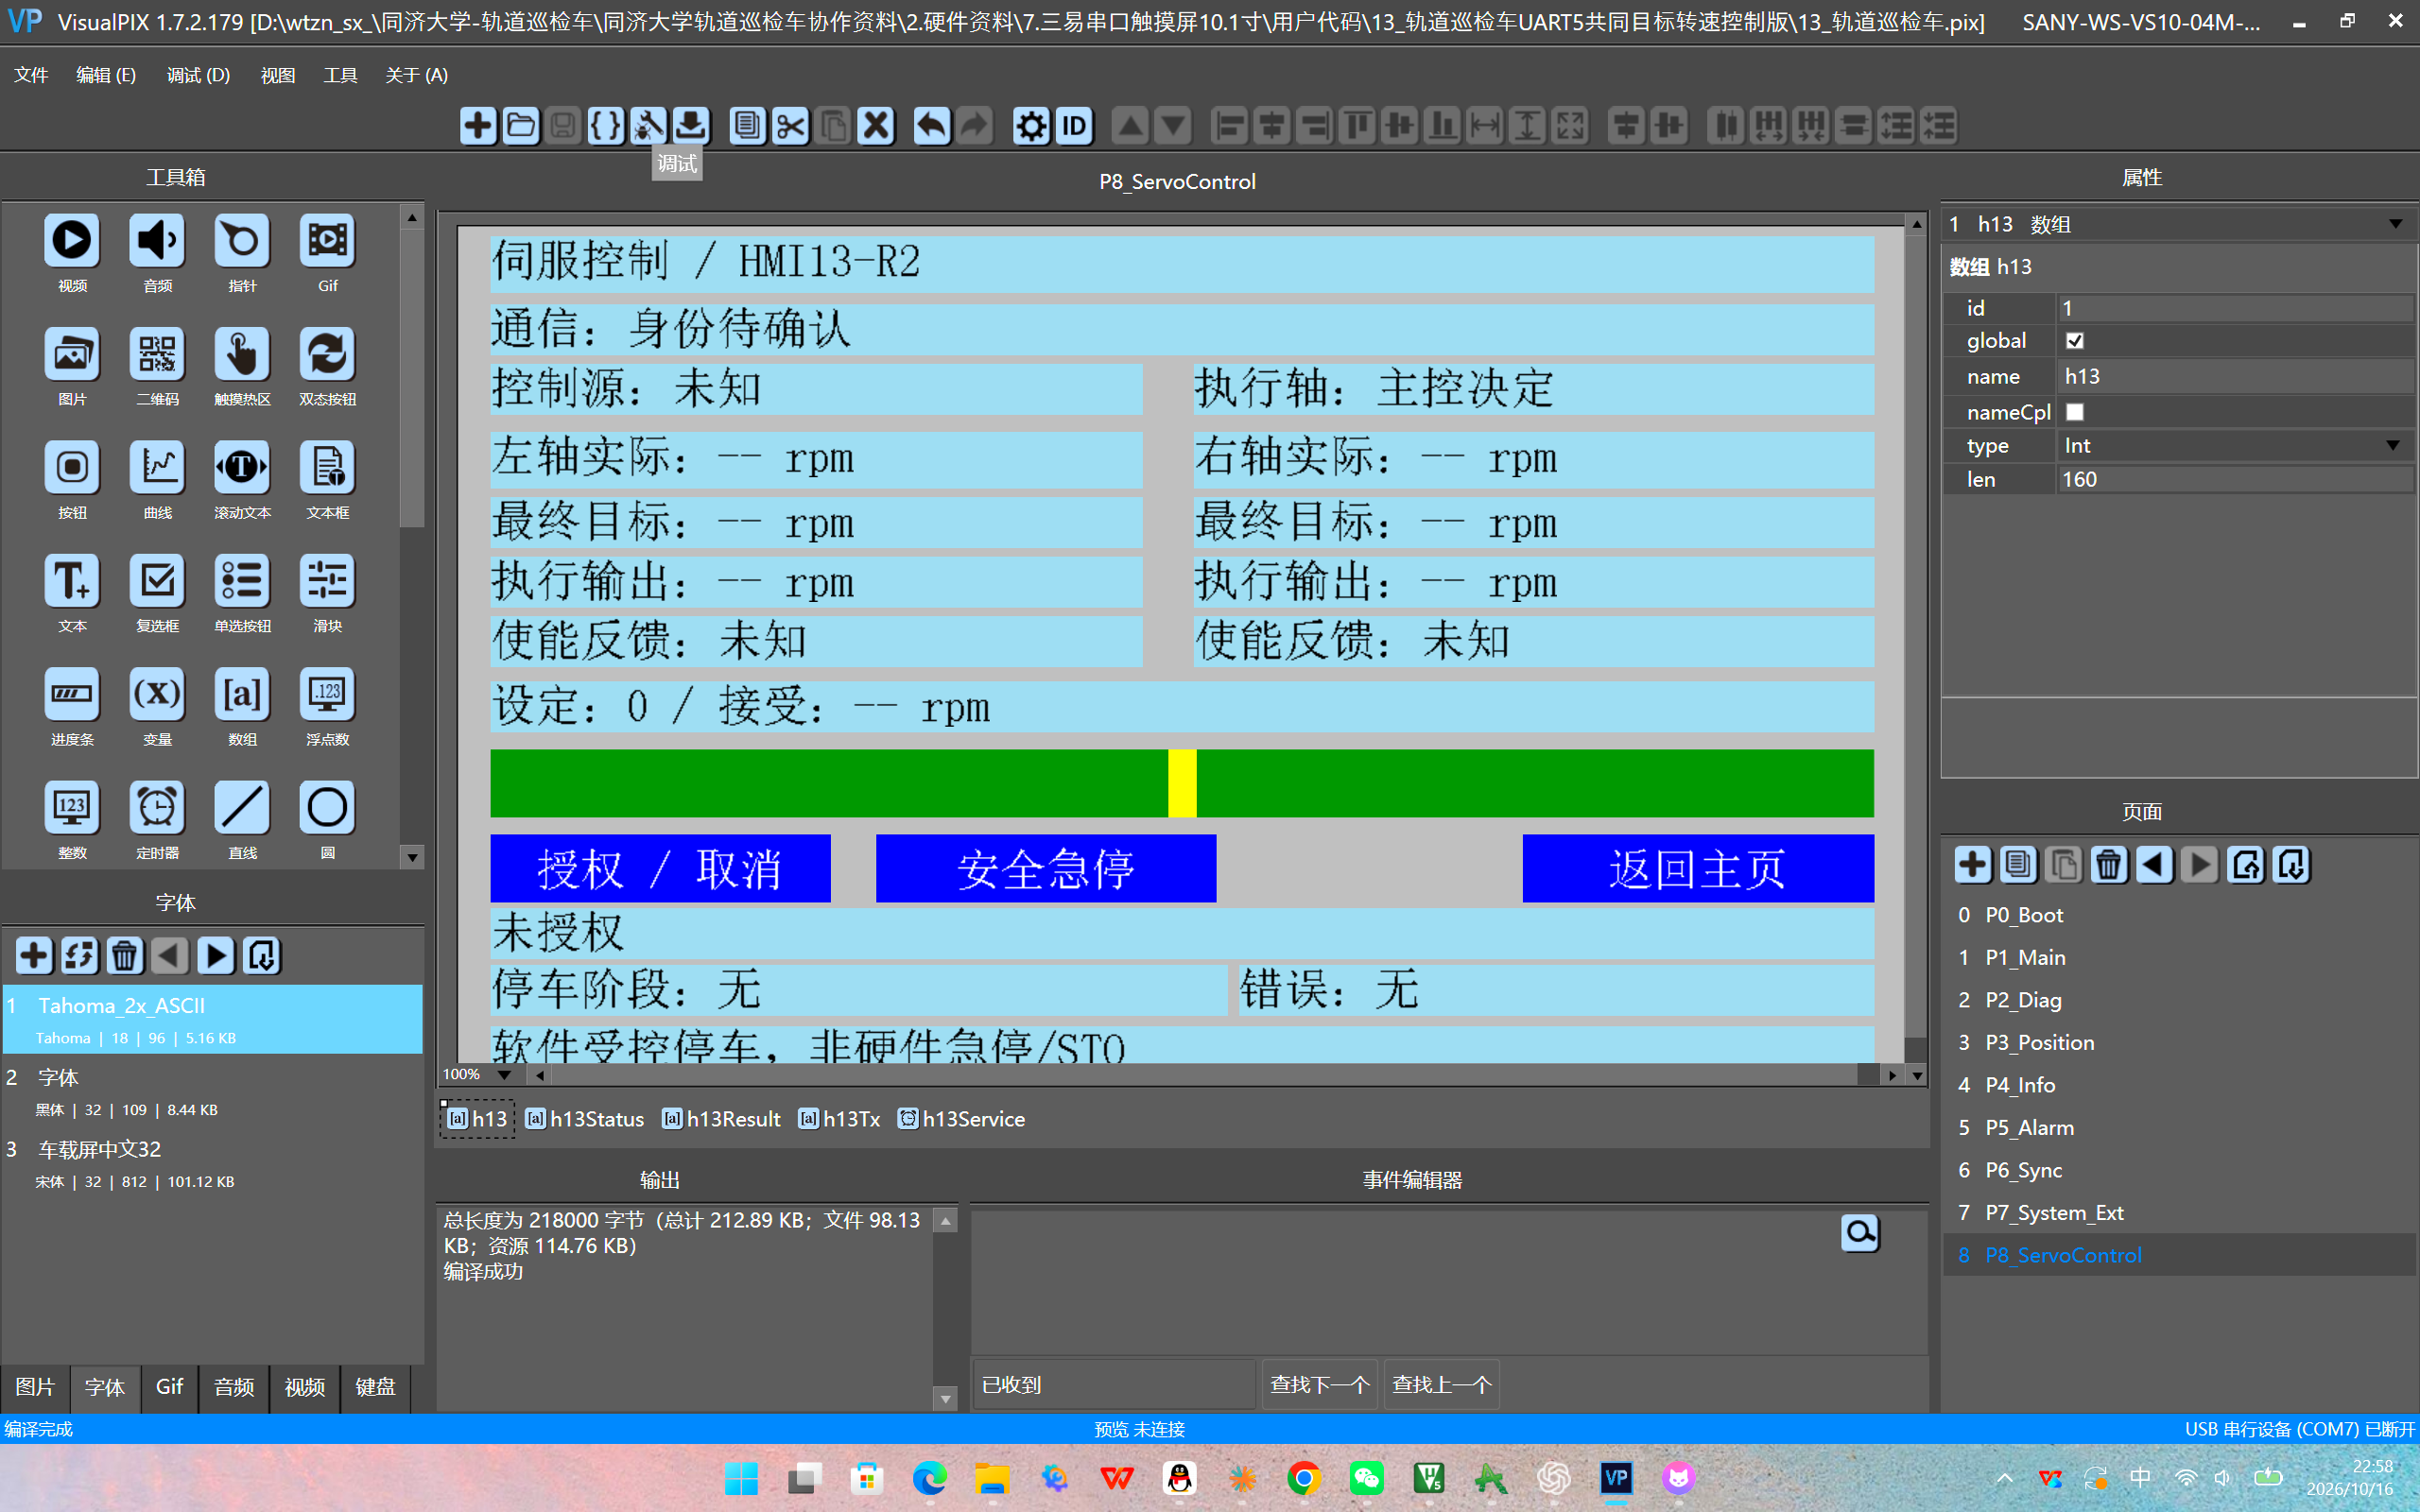 VP VisualPIX 1.7.2.179 [D:\wtzn_sx_\同济大学-轨道巡检车\同济大学轨道巡检车协作资料\2.硬件资料\7.三易串口触摸屏10.1寸\用户代码\13_轨道巡检车UART5共同目标转速控制版\13_轨道巡检车.pix] SANY-WS-VS10-04M-...
文件 编辑 (E) 调试 (D) 视图 工具 关于 (A)
ID
调试
工具箱
视频 音频 指针 Gif
图片 二维码 触摸热区 双态按钮
按钮 曲线 滚动文本 文本框
文本 复选框 单选按钮 滑块
进度条 变量 数组 浮点数
整数 定时器 直线 圆
字体
1 Tahoma_2x_ASCII
Tahoma | 18 | 96 | 5.16 KB
2 字体
黑体 | 32 | 109 | 8.44 KB
3 车载屏中文32
宋体 | 32 | 812 | 101.12 KB
图片 字体 Gif 音频 视频 键盘
P8_ServoControl
伺服控制 / HMI13-R2
通信：身份待确认
控制源：未知 执行轴：主控决定
左轴实际：-- rpm 右轴实际：-- rpm
最终目标：-- rpm 最终目标：-- rpm
执行输出：-- rpm 执行输出：-- rpm
使能反馈：未知 使能反馈：未知
设定：0 / 接受：-- rpm
授权 / 取消 安全急停 返回主页
未授权
停车阶段：无 错误：无
软件受控停车，非硬件急停/STO
100%
[a] h13 [a] h13Status [a] h13Result [a] h13Tx h13Service
输出
总长度为 218000 字节（总计 212.89 KB；文件 98.13
KB；资源 114.76 KB）
编译成功
事件编辑器
已收到 查找下一个 查找上一个
属性
1 h13 数组
数组 h13
id 1
global
name h13
nameCpl
type Int
len 160
页面
0 P0_Boot
1 P1_Main
2 P2_Diag
3 P3_Position
4 P4_Info
5 P5_Alarm
6 P6_Sync
7 P7_System_Ext
8 P8_ServoControl
编译完成 预览 未连接 USB 串行设备 (COM7) 已断开
VP 中 22:58
2026/10/16